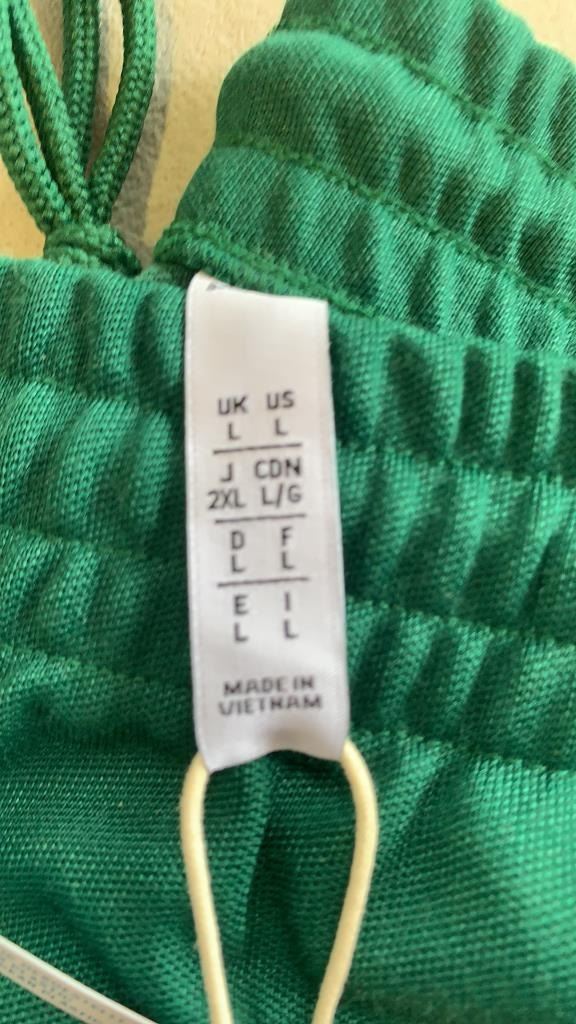 UK US
L L
J CDN
2XL L/G
D F
L L
E I
L L
MADE IN
VIETNAM